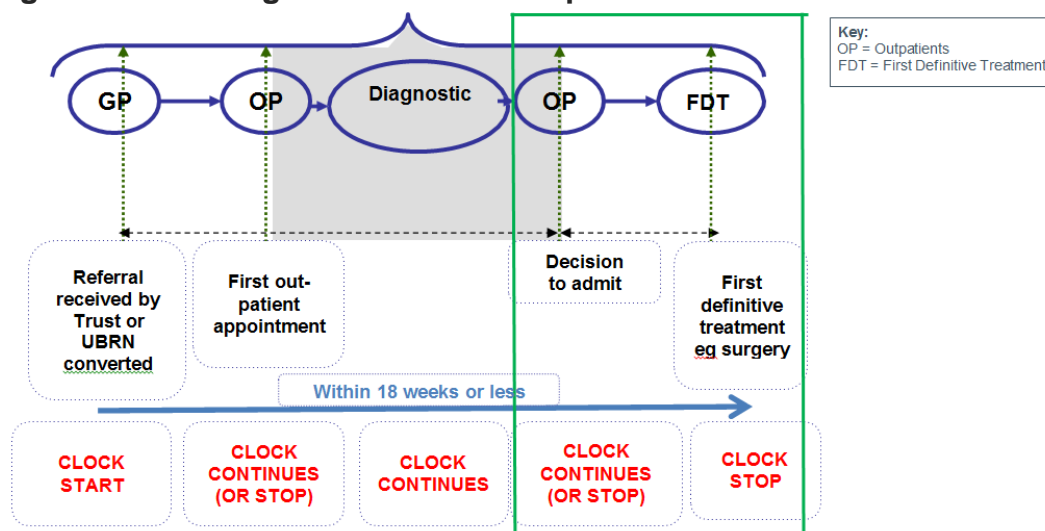 Key:
OP = Outpatients
FDT = First Definitive Treatment
GP
OP
Diagnostic
OP
FDT
Referral
received by
Trust or
UBRN
converted
First out-
patient
appointment
Decision
to admit
First
definitive
treatment
eg surgery
Within 18 weeks or less
CLOCK
START
CLOCK
CONTINUES
(OR STOP)
CLOCK
CONTINUES
CLOCK
CONTINUES
(OR STOP)
CLOCK
STOP